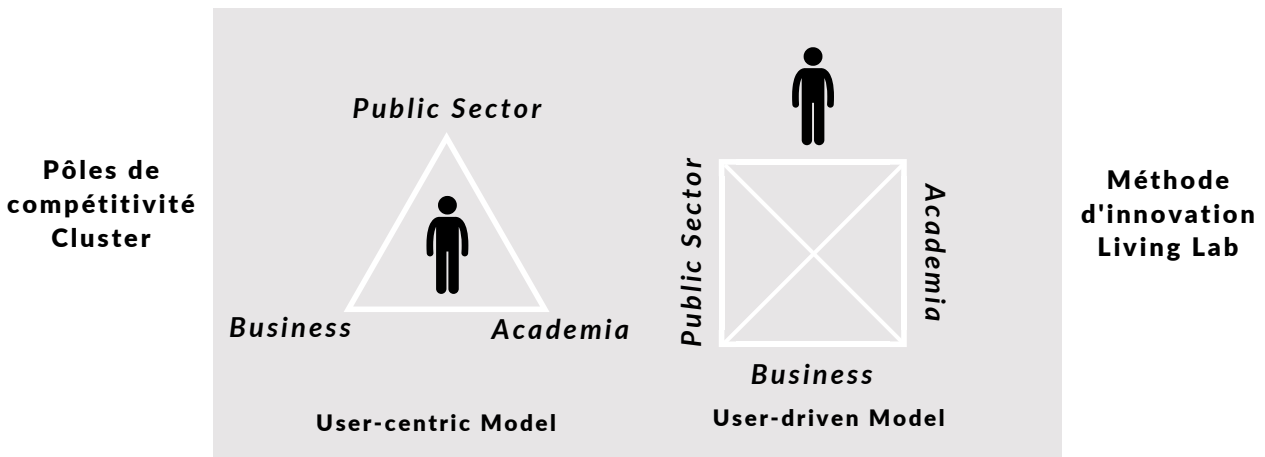 Pôles de
compétitivité
Cluster
Public Sector
Business
Academia
User-centric Model
Public Sector
Academia
Business
User-driven Model
Méthode
d'innovation
Living Lab